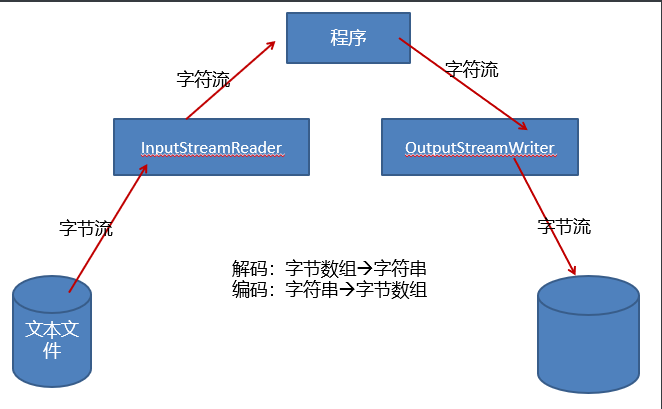 程序
字符流
字符流
InputStreamReader
OutputStreamWriter
字节流
字节流
解码：字节数组→字符串
编码：字符串→字节数组
文本文
件